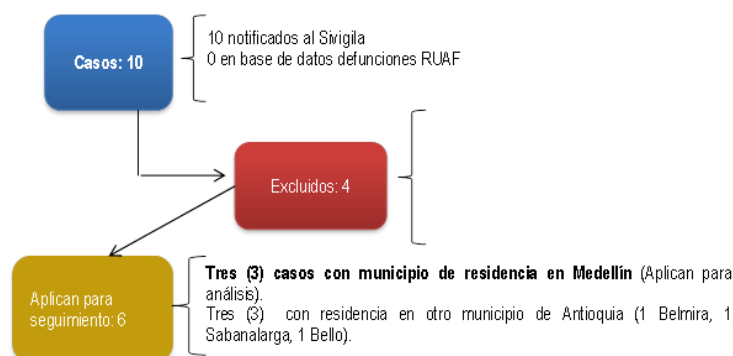 10 notificados al Sivigila
0 en base de datos defunciones RUAF
Casos: 10
Excluidos: 4
Aplican para
seguimiento: 6
Tres (3) casos con municipio de residencia en Medellín (Aplican para
análisis).
Tres (3) con residencia en otro municipio de Antioquia (1 Belmira, 1
Sabanalarga, 1 Bello).